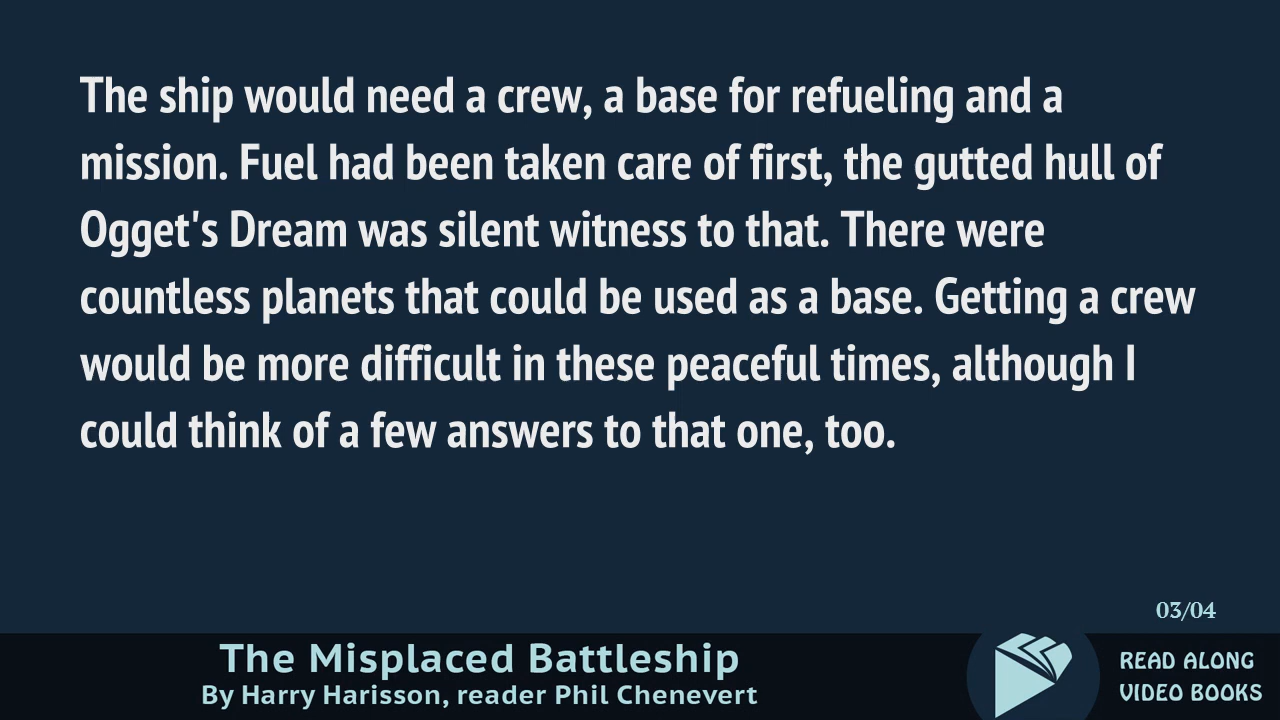 The ship would need a crew, a base for refueling and a
mission. Fuel had been taken care of first, the gutted hull of
Ogget's Dream was silent witness to that. There were
countless planets that could be used as a base. Getting a crew
would be more difficult in these peaceful times, although I
could think of a few answers to that one, too.
03/04
The Misplaced Battleship
By Harry Harisson, reader Phil Chenevert
READ ALONG
VIDEO BOOKS